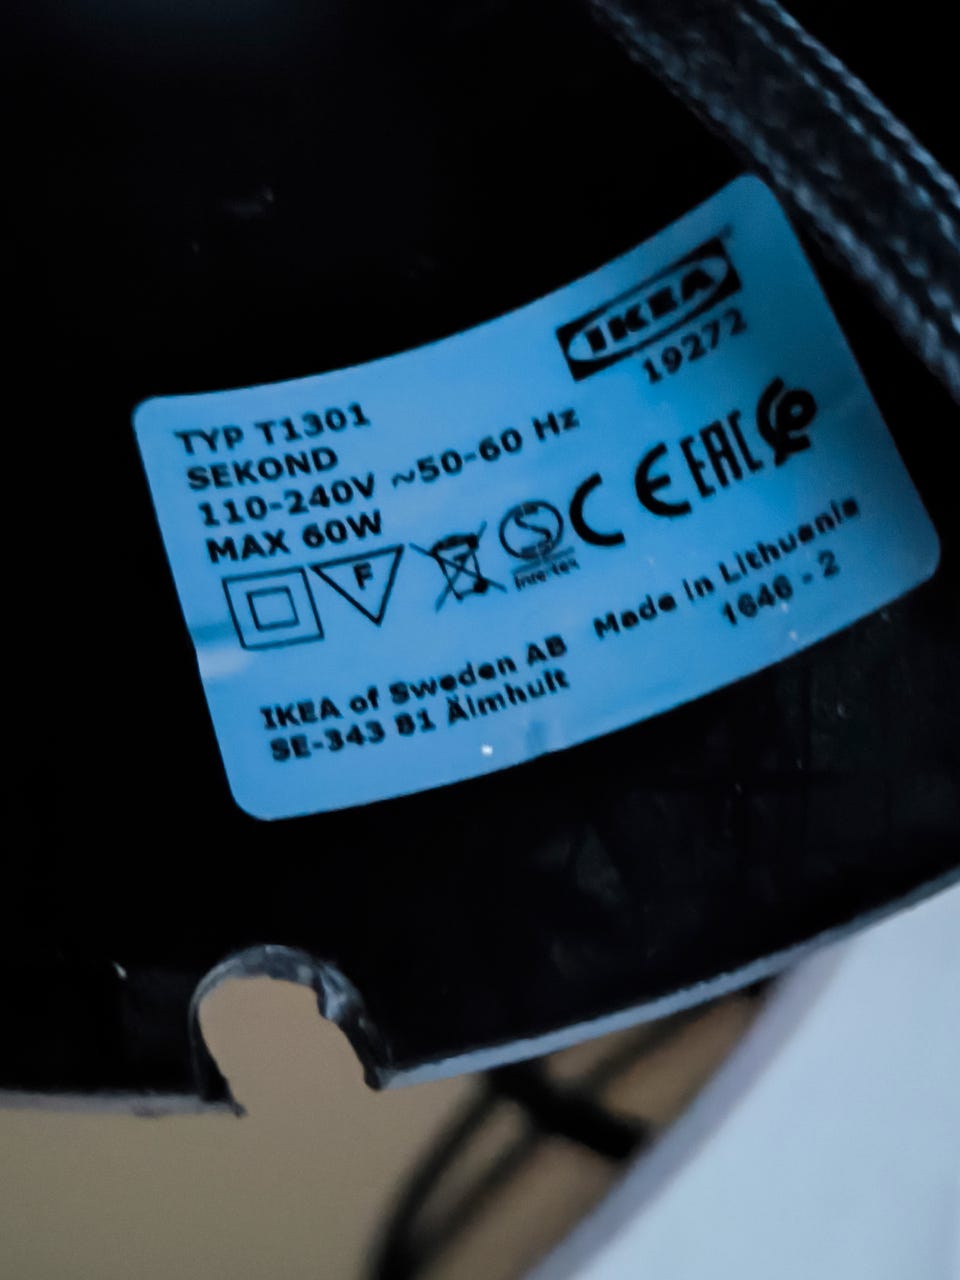 IKEA
19272
TYP T1301
SEKOND
110-240V ~50-60 Hz
MAX 60W
F
S
CE EAC
Intertek
IKEA of Sweden AB
SE-343 81 Älmhult
Made in Lithuania
1646 - 2